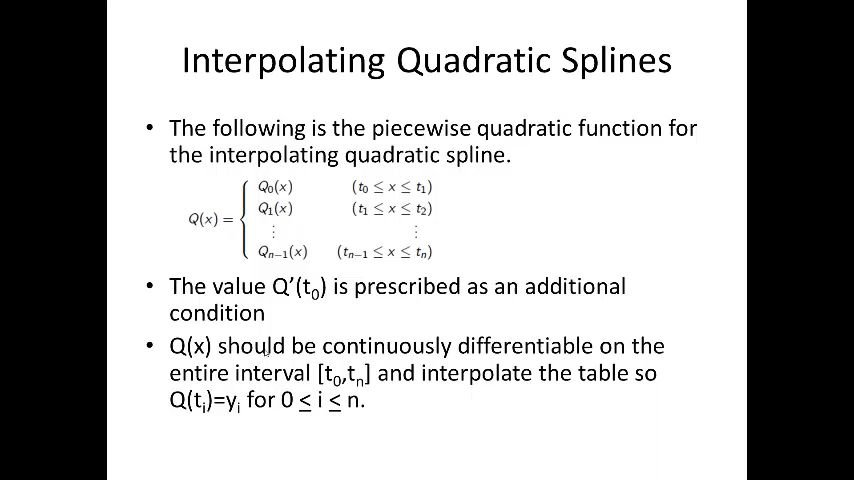 Interpolating Quadratic Splines
• The following is the piecewise quadratic function for
the interpolating quadratic spline.
Q₀(x) (t₀ ≤ x ≤ t₁)
Q₁(x) (t₁ ≤ x ≤ t₂)
Q(x) =
⋮ ⋮
Qₙ₋₁(x) (tₙ₋₁ ≤ x ≤ tₙ)
• The value Q’(t₀) is prescribed as an additional
condition
• Q(x) should be continuously differentiable on the
entire interval [t₀,tₙ] and interpolate the table so
Q(tᵢ)=yᵢ for 0 ≤ i ≤ n.